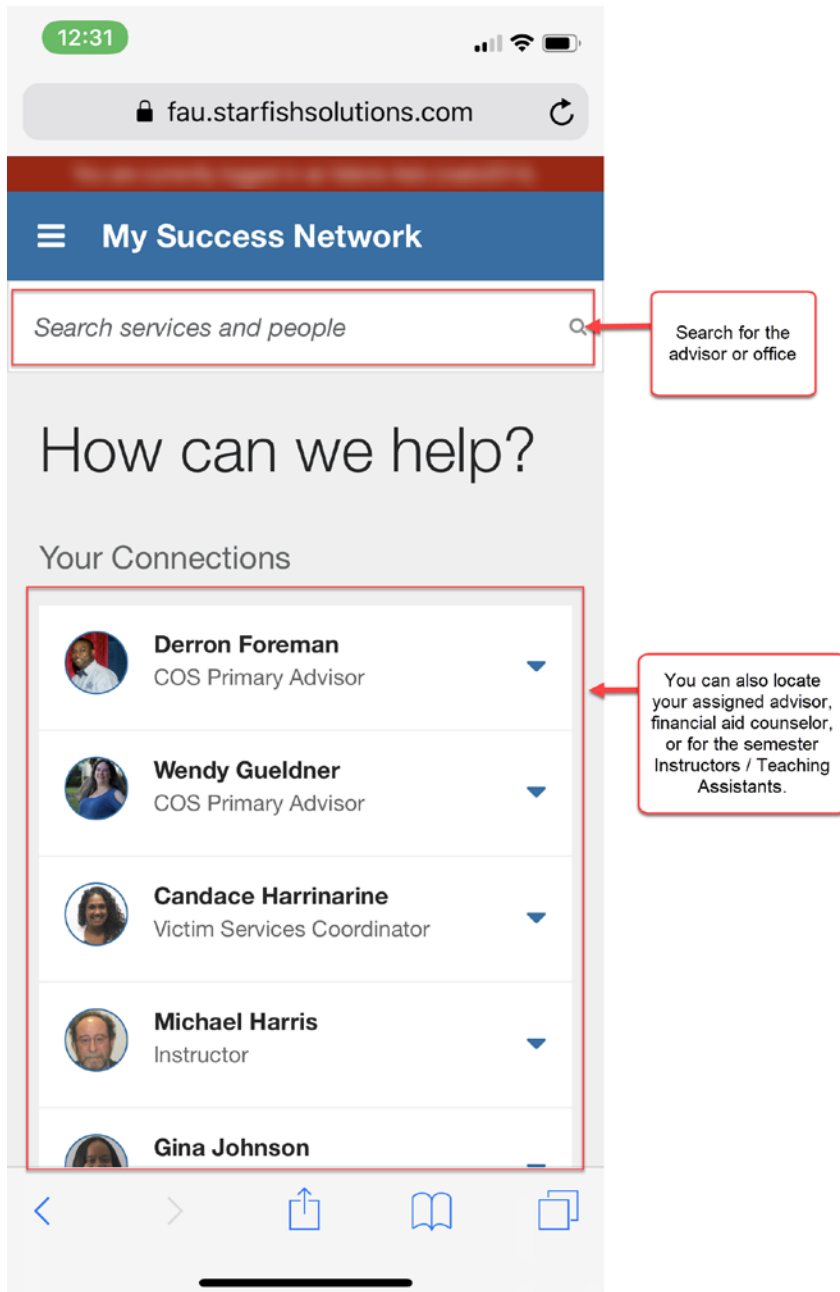 12:31
fau.starfishsolutions.com
My Success Network
Search services and people
Search for the
advisor or office
How can we help?
Your Connections
Derron Foreman
COS Primary Advisor
You can also locate
your assigned advisor,
financial aid counselor,
or for the semester
Instructors / Teaching
Assistants.
Wendy Gueldner
COS Primary Advisor
Candace Harrinarine
Victim Services Coordinator
Michael Harris
Instructor
Gina Johnson